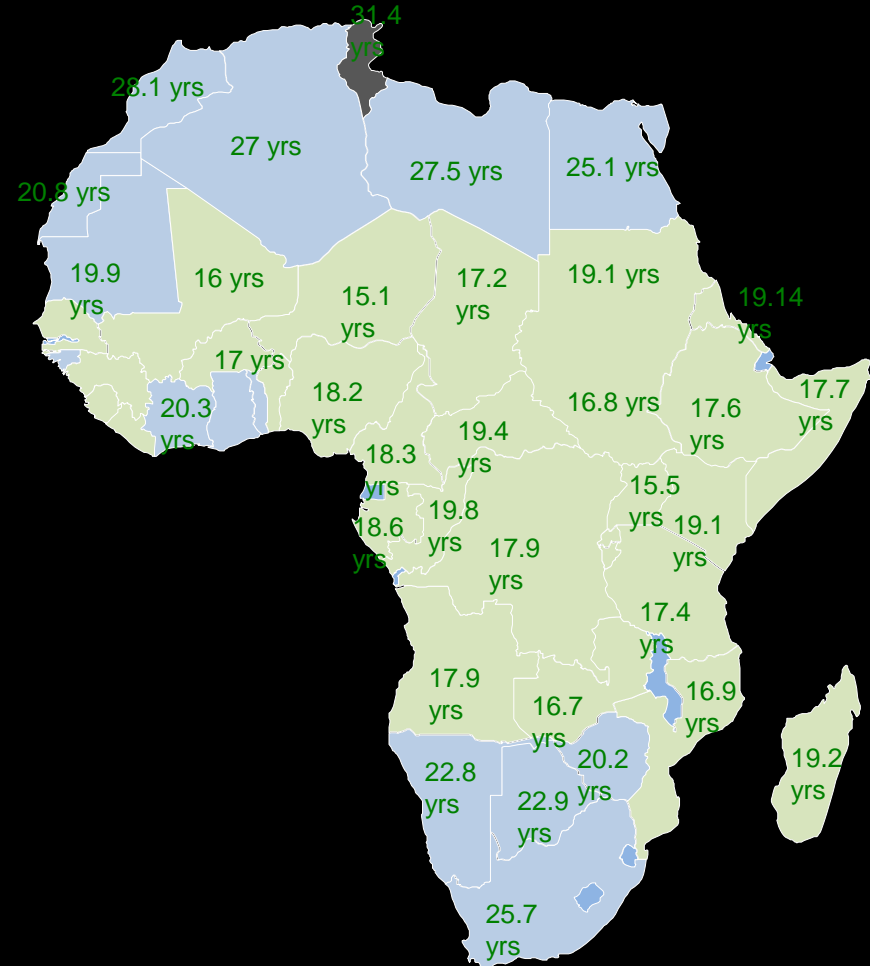 31.4
yrs
28.1 yrs
27 yrs
27.5 yrs
25.1 yrs
20.8 yrs
19.9
yrs
16 yrs
15.1
yrs
17.2
yrs
19.1 yrs
19.14
yrs
17 yrs
18.2
yrs
20.3
yrs
16.8 yrs
17.6
yrs
17.7
yrs
18.3
yrs
19.4
yrs
15.5
yrs
19.1
yrs
18.6
yrs
19.8
yrs
17.9
yrs
17.4
yrs
17.9
yrs
16.7
yrs
16.9
yrs
22.8
yrs
22.9
yrs
20.2
yrs
19.2
yrs
25.7
yrs